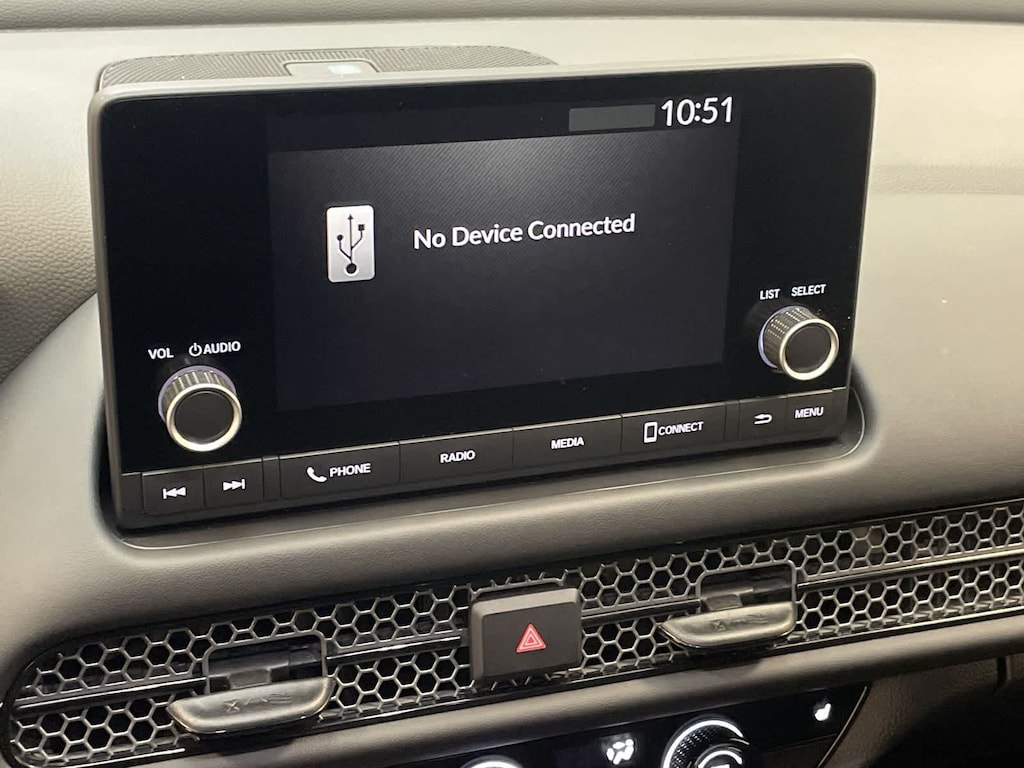 10:51
No Device Connected
LIST SELECT
VOL AUDIO
PHONE
RADIO
MEDIA
CONNECT
MENU